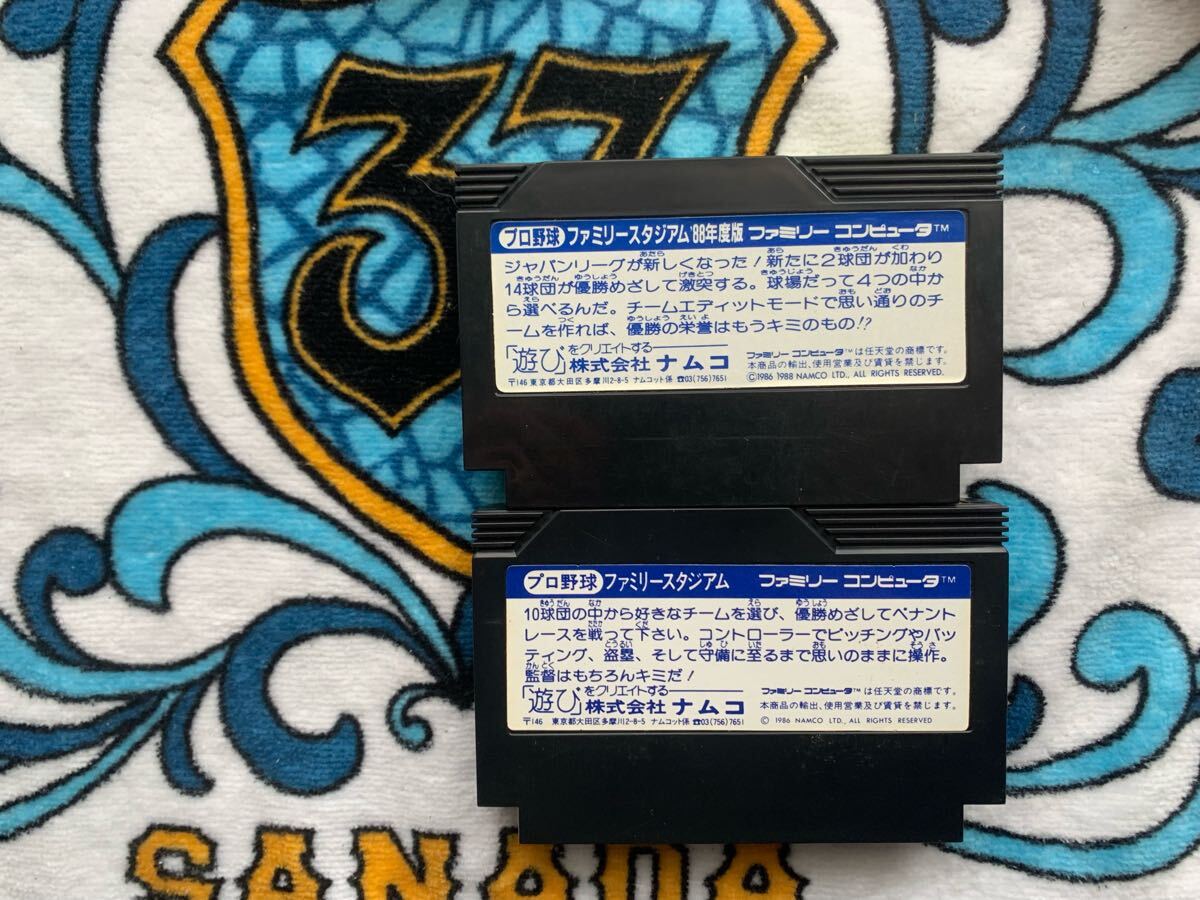 37
プロ野球 ファミリースタジアム'88年度版 ファミリー コンピュータ™
ジャパンリーグが新しくなった!新たに2球団が加わり
14球団が優勝めざして激突する。球場だって4つの中か
ら選べるんだ。チームエディットモードで思い通りのチ
ームを作れば、優勝の栄誉はもうキミのもの!?
「遊び」をクリエイトする 株式会社 ナムコ
〒146 東京都大田区多摩川2-8-5 ナムコット係 ☎03(756)7651
ファミリー コンピュータ™は任天堂の商標です。
本商品の輸出、使用営業及び賃貸を禁じます。
©1986 1988 NAMCO LTD., ALL RIGHTS RESERVED.
プロ野球 ファミリースタジアム ファミリー コンピュータ™
10球団の中から好きなチームを選び、優勝めざしてペナント
レースを戦って下さい。コントローラーでピッチングやバッ
ティング、盗塁、そして守備に至るまで思いのままに操作。
監督はもちろんキミだ!
「遊び」をクリエイトする 株式会社 ナムコ
〒146 東京都大田区多摩川2-8-5 ナムコット係 ☎03(756)7651
ファミリー コンピュータ™は任天堂の商標です。
本商品の輸出、使用営業及び賃貸を禁じます。
© 1986 NAMCO LTD., ALL RIGHTS RESERVED
SANADA